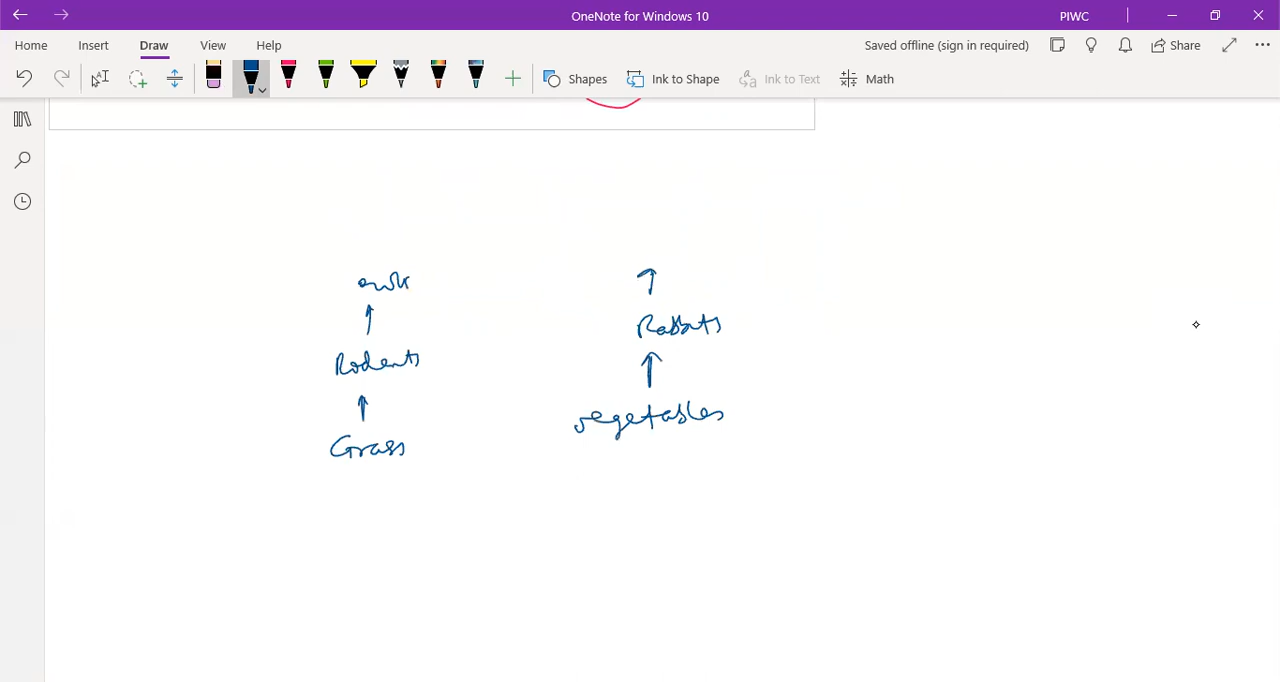 OneNote for Windows 10
PIWC
Home
Insert
Draw
View
Help
Saved offline (sign in required)
Share
Shapes
Ink to Shape
Ink to Text
Math
Rodents
Grass
Rabbits
vegetables